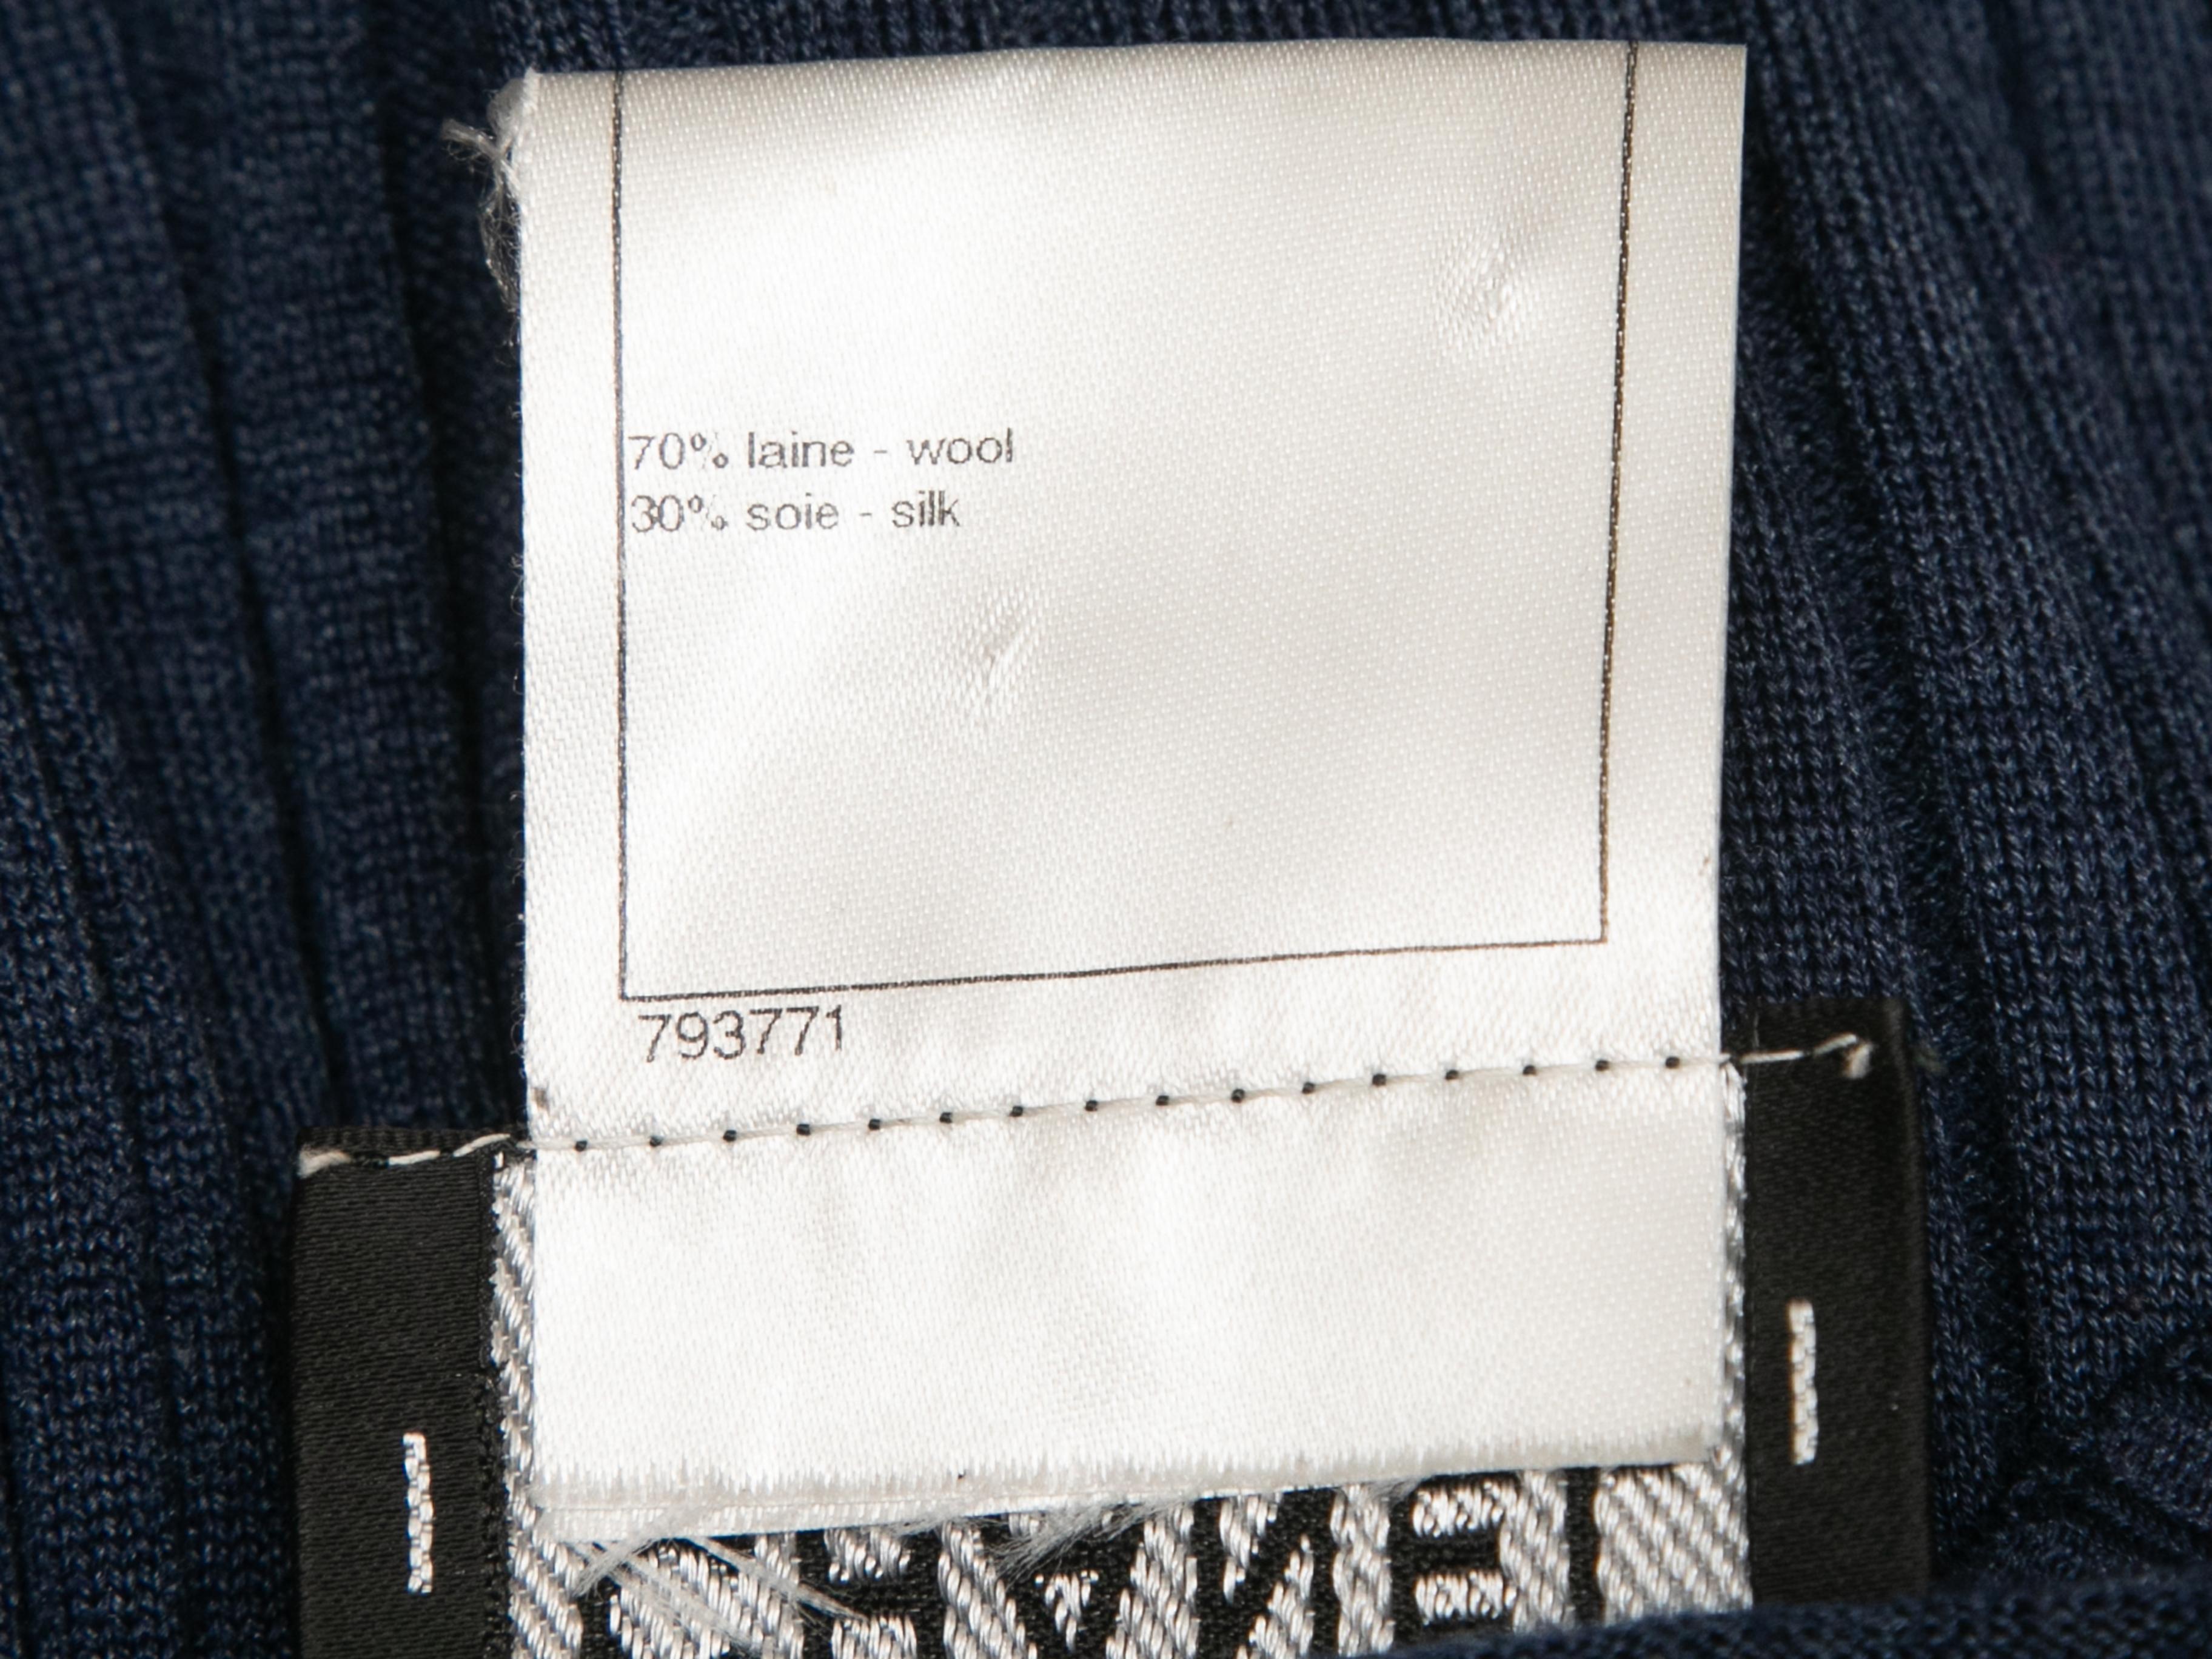 70% laine - wool
30% soie - silk
793771